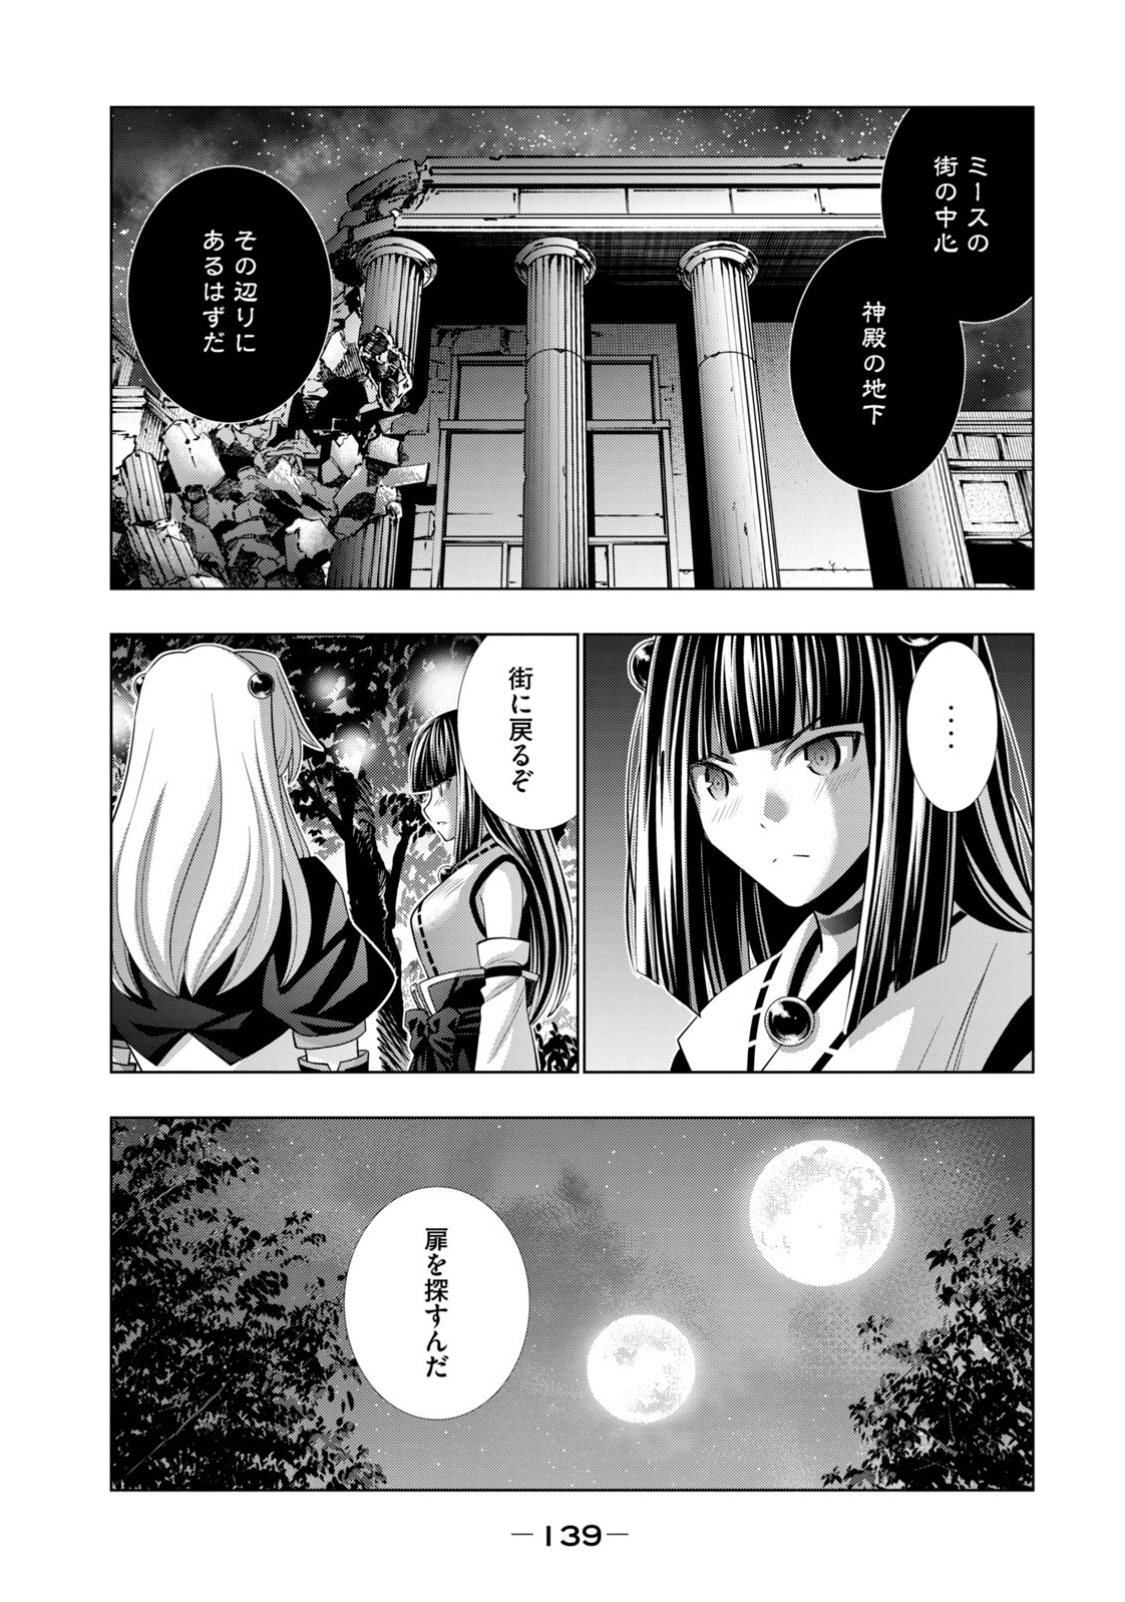 ミースの
街の中心
神殿の地下
その辺りに
あるはずだ
‥‥
街に戻るぞ
扉を探すんだ
—139—